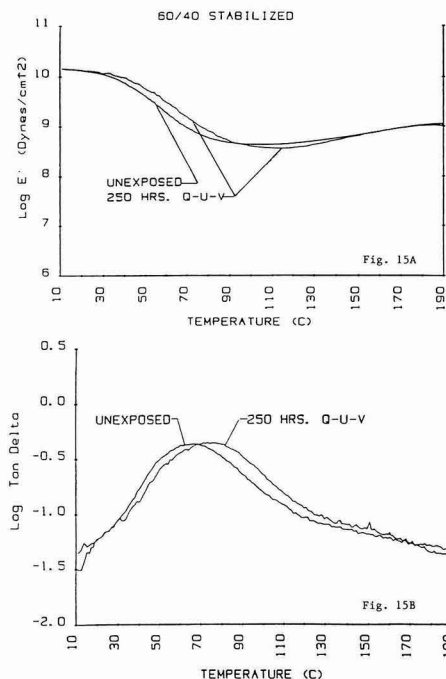 60/40 STABILIZED
11
10
9
8
7
6
Log E' (Dynes/cm↑2)
UNEXPOSED
250 HRS. Q-U-V
Fig. 15A
10
30
50
70
90
110
130
150
170
190
TEMPERATURE (C)
0.5
0.0
-0.5
-1.0
-1.5
-2.0
Log Tan Delta
UNEXPOSED
250 HRS. Q-U-V
Fig. 15B
10
30
50
70
90
110
130
150
170
190
TEMPERATURE (C)